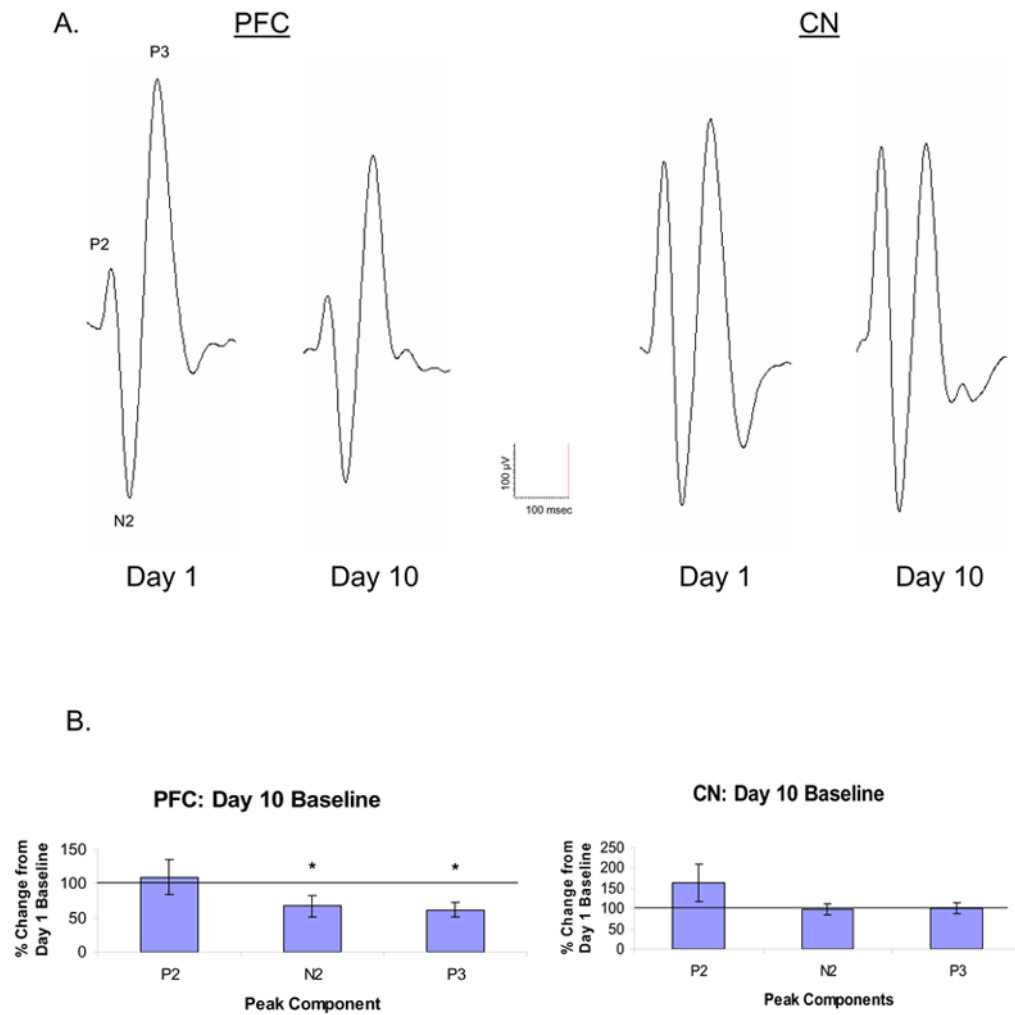 A.
PFC
CN
P3
P2
N2
100 µV
100 msec
Day 1
Day 10
Day 1
Day 10
B.
PFC: Day 10 Baseline
% Change from
Day 1 Baseline
150
100
50
0
*
*
P2
N2
P3
Peak Component
CN: Day 10 Baseline
% Change from
Day 1 Baseline
250
200
150
100
50
0
P2
N2
P3
Peak Components